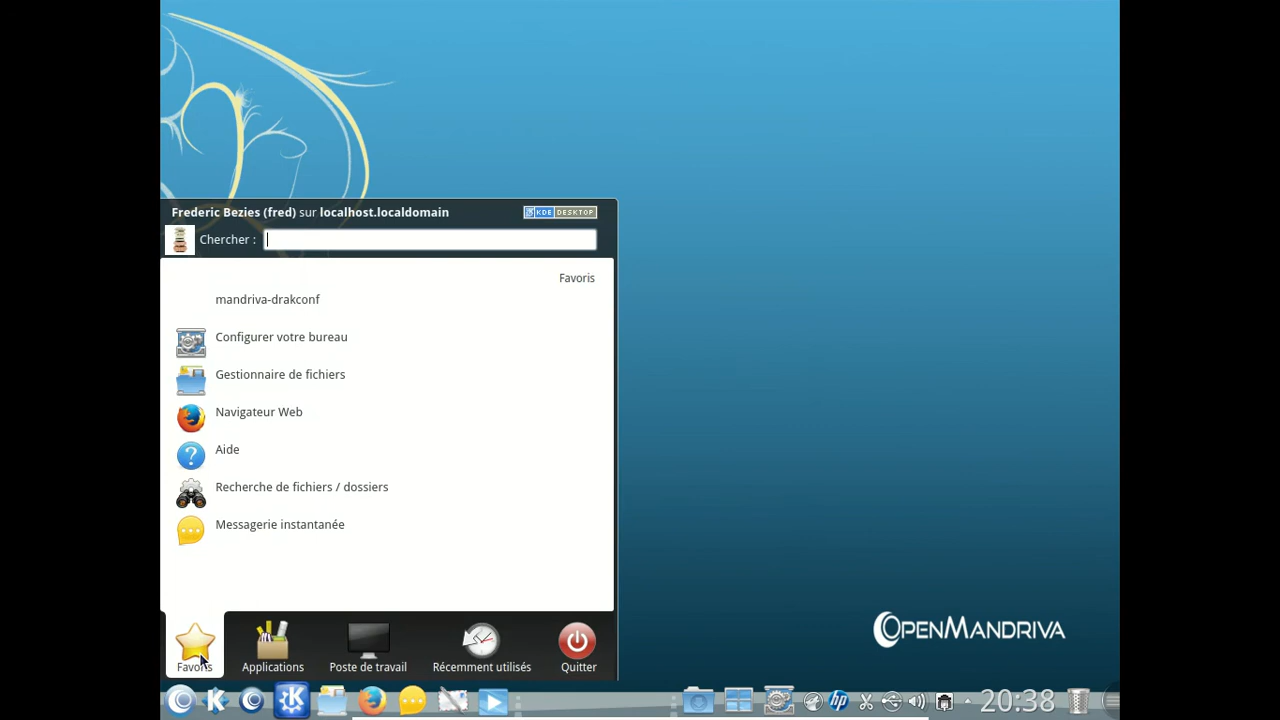 Frederic Bezies (fred) sur localhost.localdomain
KDE DESKTOP
Chercher :
Favoris
mandriva-drakconf
Configurer votre bureau
Gestionnaire de fichiers
Navigateur Web
Aide
Recherche de fichiers / dossiers
Messagerie instantanée
OPENMANDRIVA
Favoris
Applications
Poste de travail
Récemment utilisés
Quitter
hp
20:38